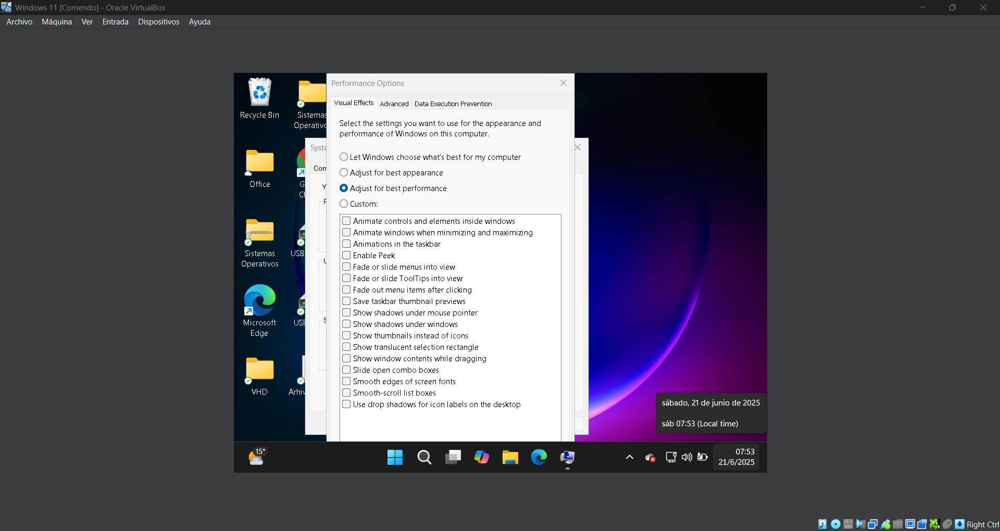 Windows 11 [Corriendo] - Oracle VirtualBox
Archivo Máquina Ver Entrada Dispositivos Ayuda
Recycle Bin
Sistemas
Operativo
Office
G
Ch
Sistemas
Operativos
USB
Microsoft
Edge
USB
VHD
Arhiv
Syste
Com
Y
P
U
S
Performance Options
Visual Effects Advanced Data Execution Prevention
Select the settings you want to use for the appearance and
performance of Windows on this computer.
Let Windows choose what's best for my computer
Adjust for best appearance
Adjust for best performance
Custom:
Animate controls and elements inside windows
Animate windows when minimizing and maximizing
Animations in the taskbar
Enable Peek
Fade or slide menus into view
Fade or slide ToolTips into view
Fade out menu items after clicking
Save taskbar thumbnail previews
Show shadows under mouse pointer
Show shadows under windows
Show thumbnails instead of icons
Show translucent selection rectangle
Show window contents while dragging
Slide open combo boxes
Smooth edges of screen fonts
Smooth-scroll list boxes
Use drop shadows for icon labels on the desktop
sábado, 21 de junio de 2025
sáb 07:53 (Local time)
15°
07:53
21/6/2025
Right Ctrl